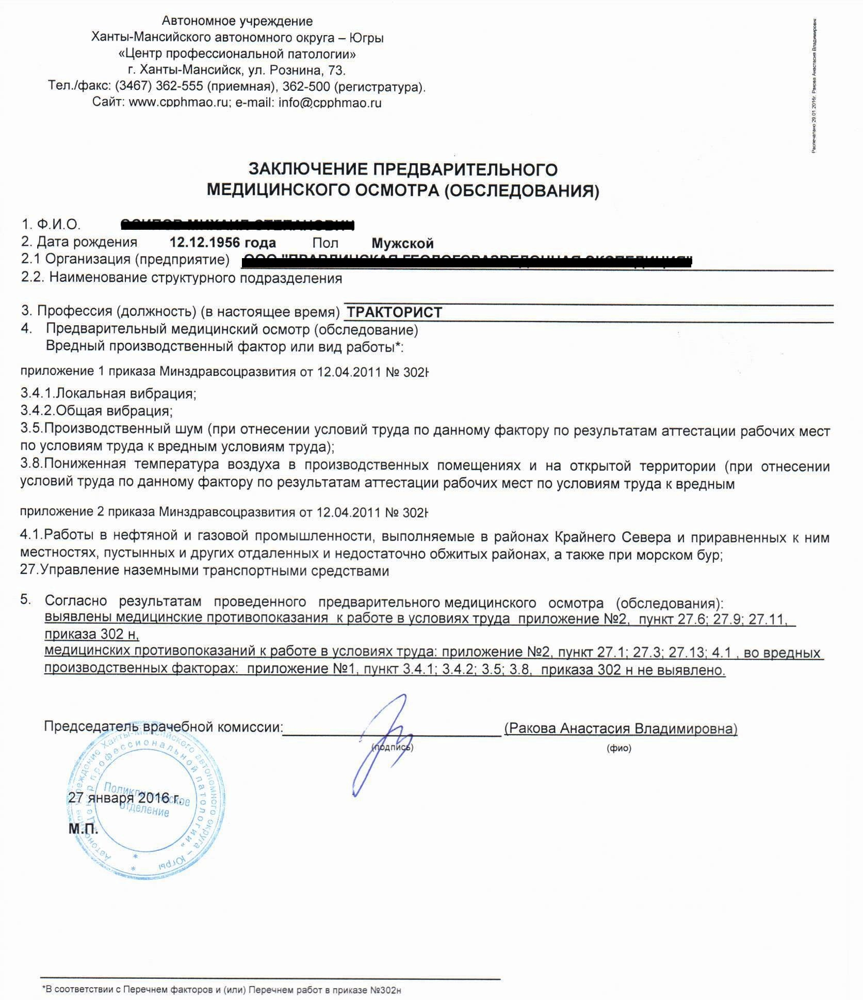 Автономное учреждение
Ханты-Мансийского автономного округа – Югры
«Центр профессиональной патологии»
г. Ханты-Мансийск, ул. Рознина, 73.
Тел./факс: (3467) 362-555 (приемная), 362-500 (регистратура).
Сайт: www.cpphmao.ru; e-mail: info@cpphmao.ru
Распечатано 29.01.2016г. Ракова Анастасия Владимировна
ЗАКЛЮЧЕНИЕ ПРЕДВАРИТЕЛЬНОГО
МЕДИЦИНСКОГО ОСМОТРА (ОБСЛЕДОВАНИЯ)
1. Ф.И.О.
2. Дата рождения 12.12.1956 года Пол Мужской
2.1 Организация (предприятие)
2.2. Наименование структурного подразделения
3. Профессия (должность) (в настоящее время) ТРАКТОРИСТ
4. Предварительный медицинский осмотр (обследование)
Вредный производственный фактор или вид работы*:
приложение 1 приказа Минздравсоцразвития от 12.04.2011 № 302н
3.4.1.Локальная вибрация;
3.4.2.Общая вибрация;
3.5.Производственный шум (при отнесении условий труда по данному фактору по результатам аттестации рабочих мест
по условиям труда к вредным условиям труда);
3.8.Пониженная температура воздуха в производственных помещениях и на открытой территории (при отнесении
условий труда по данному фактору по результатам аттестации рабочих мест по условиям труда к вредным
приложение 2 приказа Минздравсоцразвития от 12.04.2011 № 302н
4.1.Работы в нефтяной и газовой промышленности, выполняемые в районах Крайнего Севера и приравненных к ним
местностях, пустынных и других отдаленных и недостаточно обжитых районах, а также при морском бур;
27.Управление наземными транспортными средствами
5. Согласно результатам проведенного предварительного медицинского осмотра (обследования):
выявлены медицинские противопоказания к работе в условиях труда приложение №2, пункт 27.6; 27.9; 27.11,
приказа 302 н,
медицинских противопоказаний к работе в условиях труда: приложение №2, пункт 27.1; 27.3; 27.13; 4.1 , во вредных
производственных факторах: приложение №1, пункт 3.4.1; 3.4.2; 3.5; 3.8, приказа 302 н не выявлено.
Председатель врачебной комиссии: (Ракова Анастасия Владимировна)
(подпись) (фио)
Автономное учреждение Ханты-Мансийского автономного округа – Югры
«Центр профессиональной патологии»
Поликлиническое
отделение
27 января 2016 г.
М.П.
*В соответствии с Перечнем факторов и (или) Перечнем работ в приказе №302н